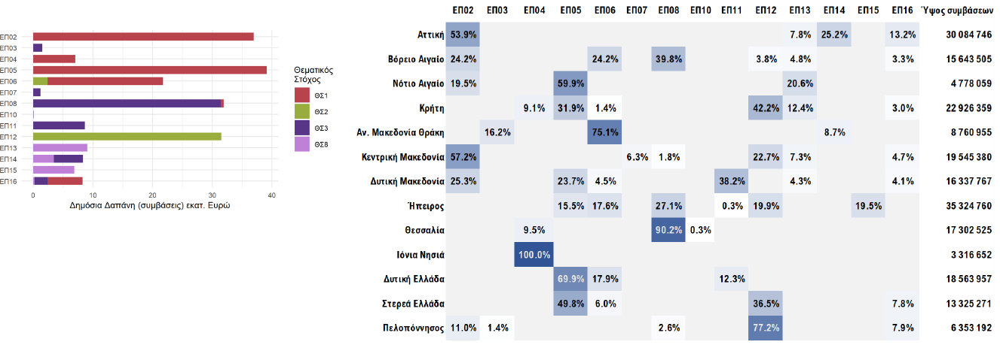 ΕΠ02
ΕΠ03
ΕΠ04
ΕΠ05
ΕΠ06
ΕΠ07
ΕΠ08
ΕΠ10
ΕΠ11
ΕΠ12
ΕΠ13
ΕΠ14
ΕΠ15
ΕΠ16
0 10 20 30 40
Δημόσια Δαπάνη (συμβάσεις) εκατ. Ευρώ
Θεματικός
Στόχος
ΘΣ1
ΘΣ2
ΘΣ3
ΘΣ8
ΕΠ02 ΕΠ03 ΕΠ04 ΕΠ05 ΕΠ06 ΕΠ07 ΕΠ08 ΕΠ10 ΕΠ11 ΕΠ12 ΕΠ13 ΕΠ14 ΕΠ15 ΕΠ16 Ύψος συμβάσεων
Αττική 53.9% 7.8% 25.2% 13.2% 30 084 746
Βόρειο Αιγαίο 24.2% 24.2% 39.8% 3.8% 4.8% 3.3% 15 643 505
Νότιο Αιγαίο 19.5% 59.9% 20.6% 4 778 059
Κρήτη 9.1% 31.9% 1.4% 42.2% 12.4% 3.0% 22 926 359
Αν. Μακεδονία Θράκη 16.2% 75.1% 8.7% 8 760 955
Κεντρική Μακεδονία 57.2% 6.3% 1.8% 22.7% 7.3% 4.7% 19 545 380
Δυτική Μακεδονία 25.3% 23.7% 4.5% 38.2% 4.3% 4.1% 16 337 767
Ήπειρος 15.5% 17.6% 27.1% 0.3% 19.9% 19.5% 35 324 760
Θεσσαλία 9.5% 90.2% 0.3% 17 302 525
Ιόνια Νησιά 100.0% 3 316 652
Δυτική Ελλάδα 69.9% 17.9% 12.3% 18 563 957
Στερεά Ελλάδα 49.8% 6.0% 36.5% 7.8% 13 325 271
Πελοπόννησος 11.0% 1.4% 2.6% 77.2% 7.9% 6 353 192